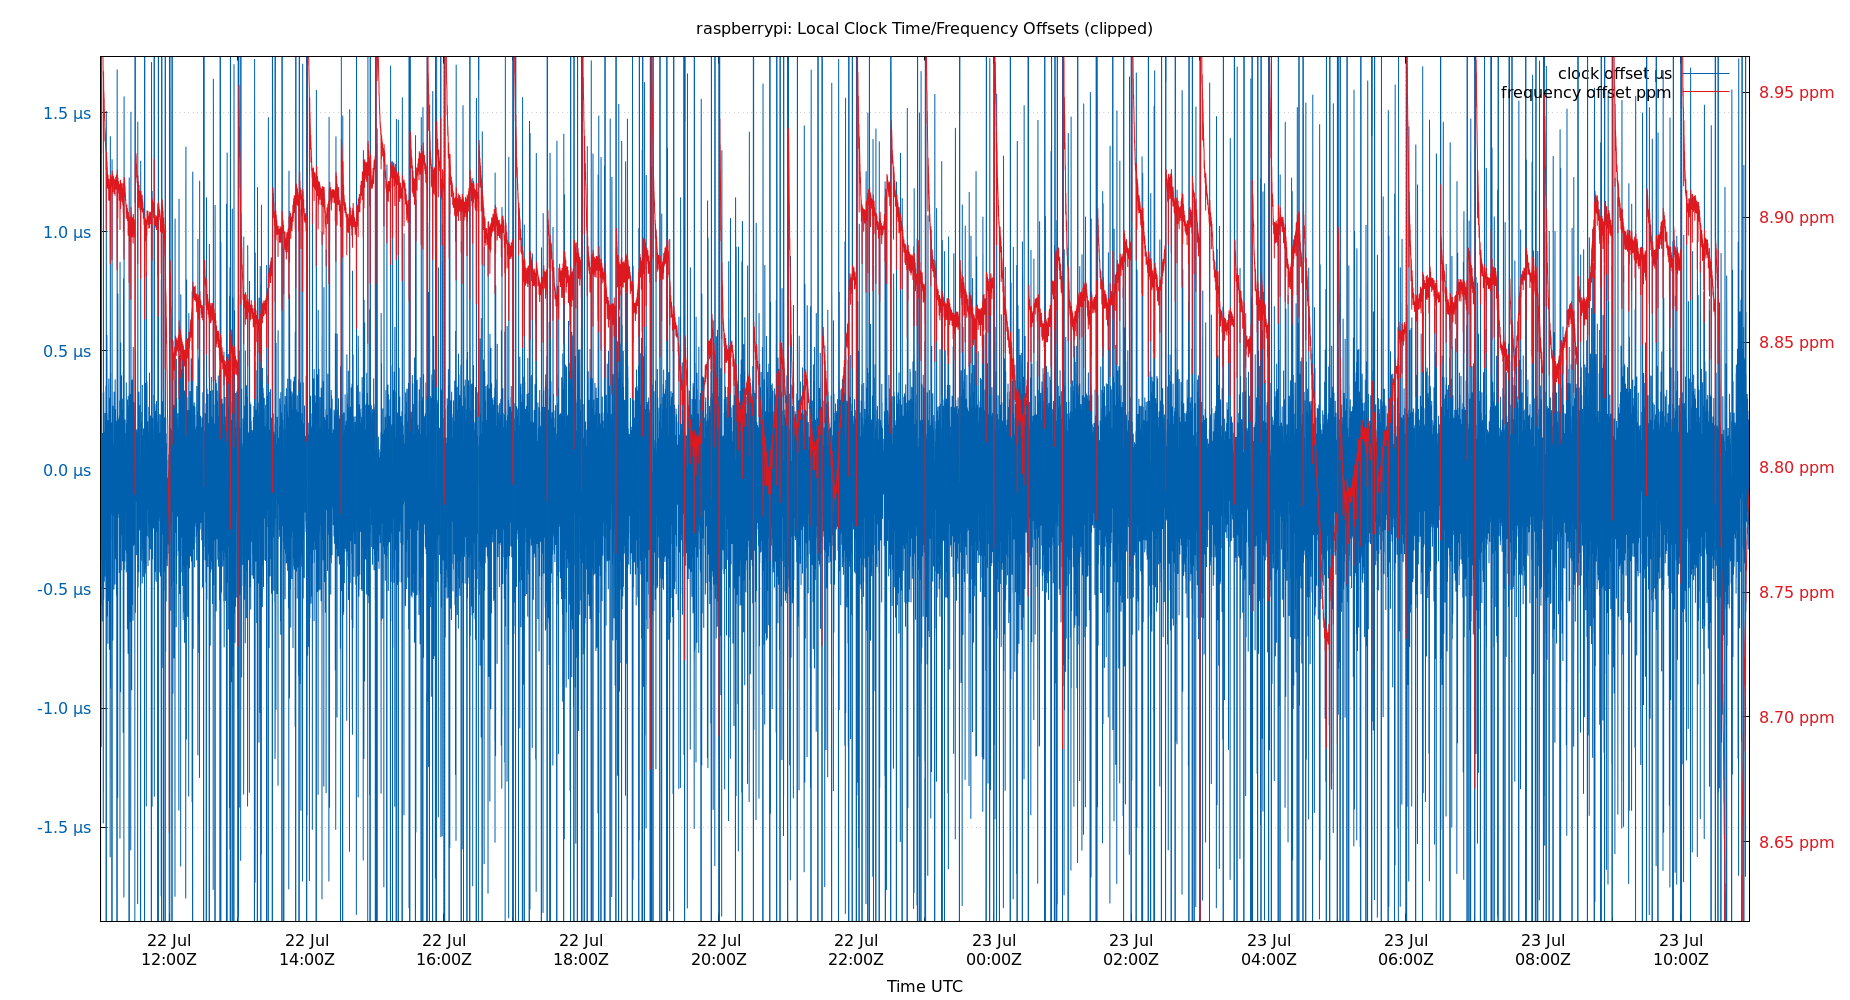 raspberrypi: Local Clock Time/Frequency Offsets (clipped)
clock offset µs
frequency offset ppm
1.5 µs
1.0 µs
0.5 µs
0.0 µs
-0.5 µs
-1.0 µs
-1.5 µs
8.95 ppm
8.90 ppm
8.85 ppm
8.80 ppm
8.75 ppm
8.70 ppm
8.65 ppm
22 Jul
12:00Z
22 Jul
14:00Z
22 Jul
16:00Z
22 Jul
18:00Z
22 Jul
20:00Z
22 Jul
22:00Z
23 Jul
00:00Z
23 Jul
02:00Z
23 Jul
04:00Z
23 Jul
06:00Z
23 Jul
08:00Z
23 Jul
10:00Z
Time UTC